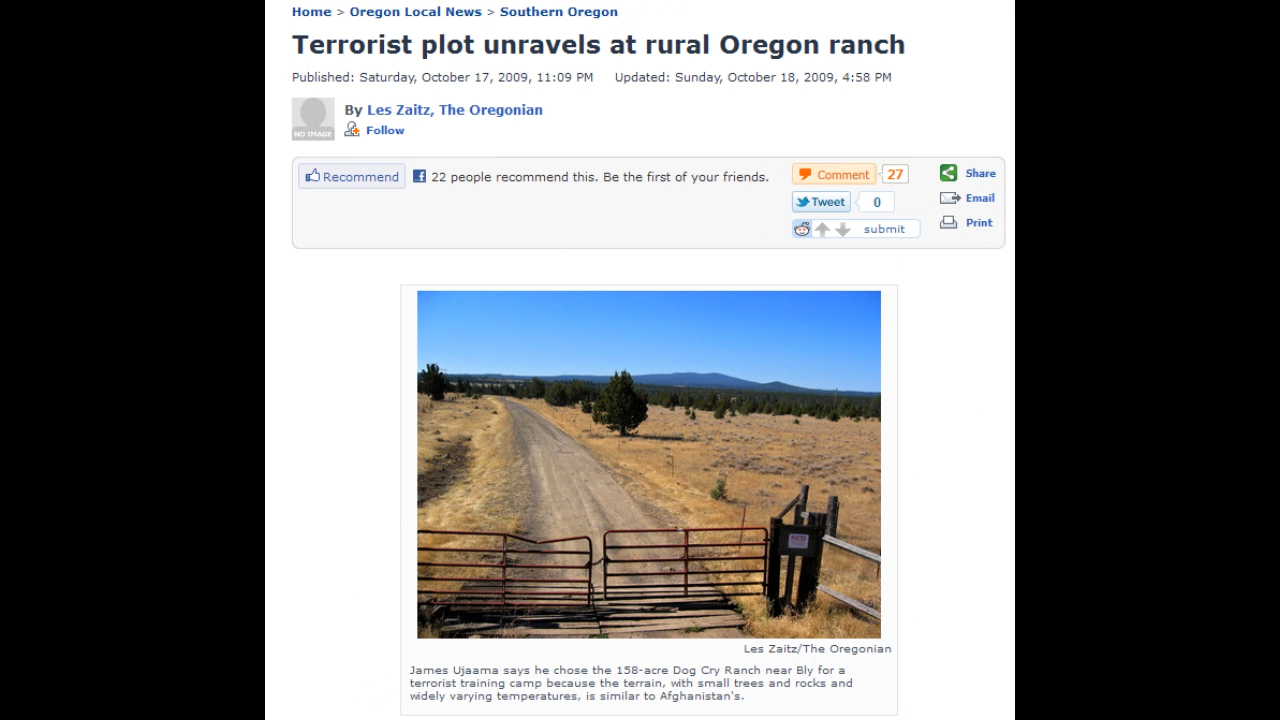 Home > Oregon Local News > Southern Oregon
Terrorist plot unravels at rural Oregon ranch
Published: Saturday, October 17, 2009, 11:09 PM Updated: Sunday, October 18, 2009, 4:58 PM
NO IMAGE
By Les Zaitz, The Oregonian
Follow
Recommend 22 people recommend this. Be the first of your friends.
Comment 27
Tweet 0
submit
Share
Email
Print
Les Zaitz/The Oregonian
James Ujaama says he chose the 158-acre Dog Cry Ranch near Bly for a
terrorist training camp because the terrain, with small trees and rocks and
widely varying temperatures, is similar to Afghanistan's.